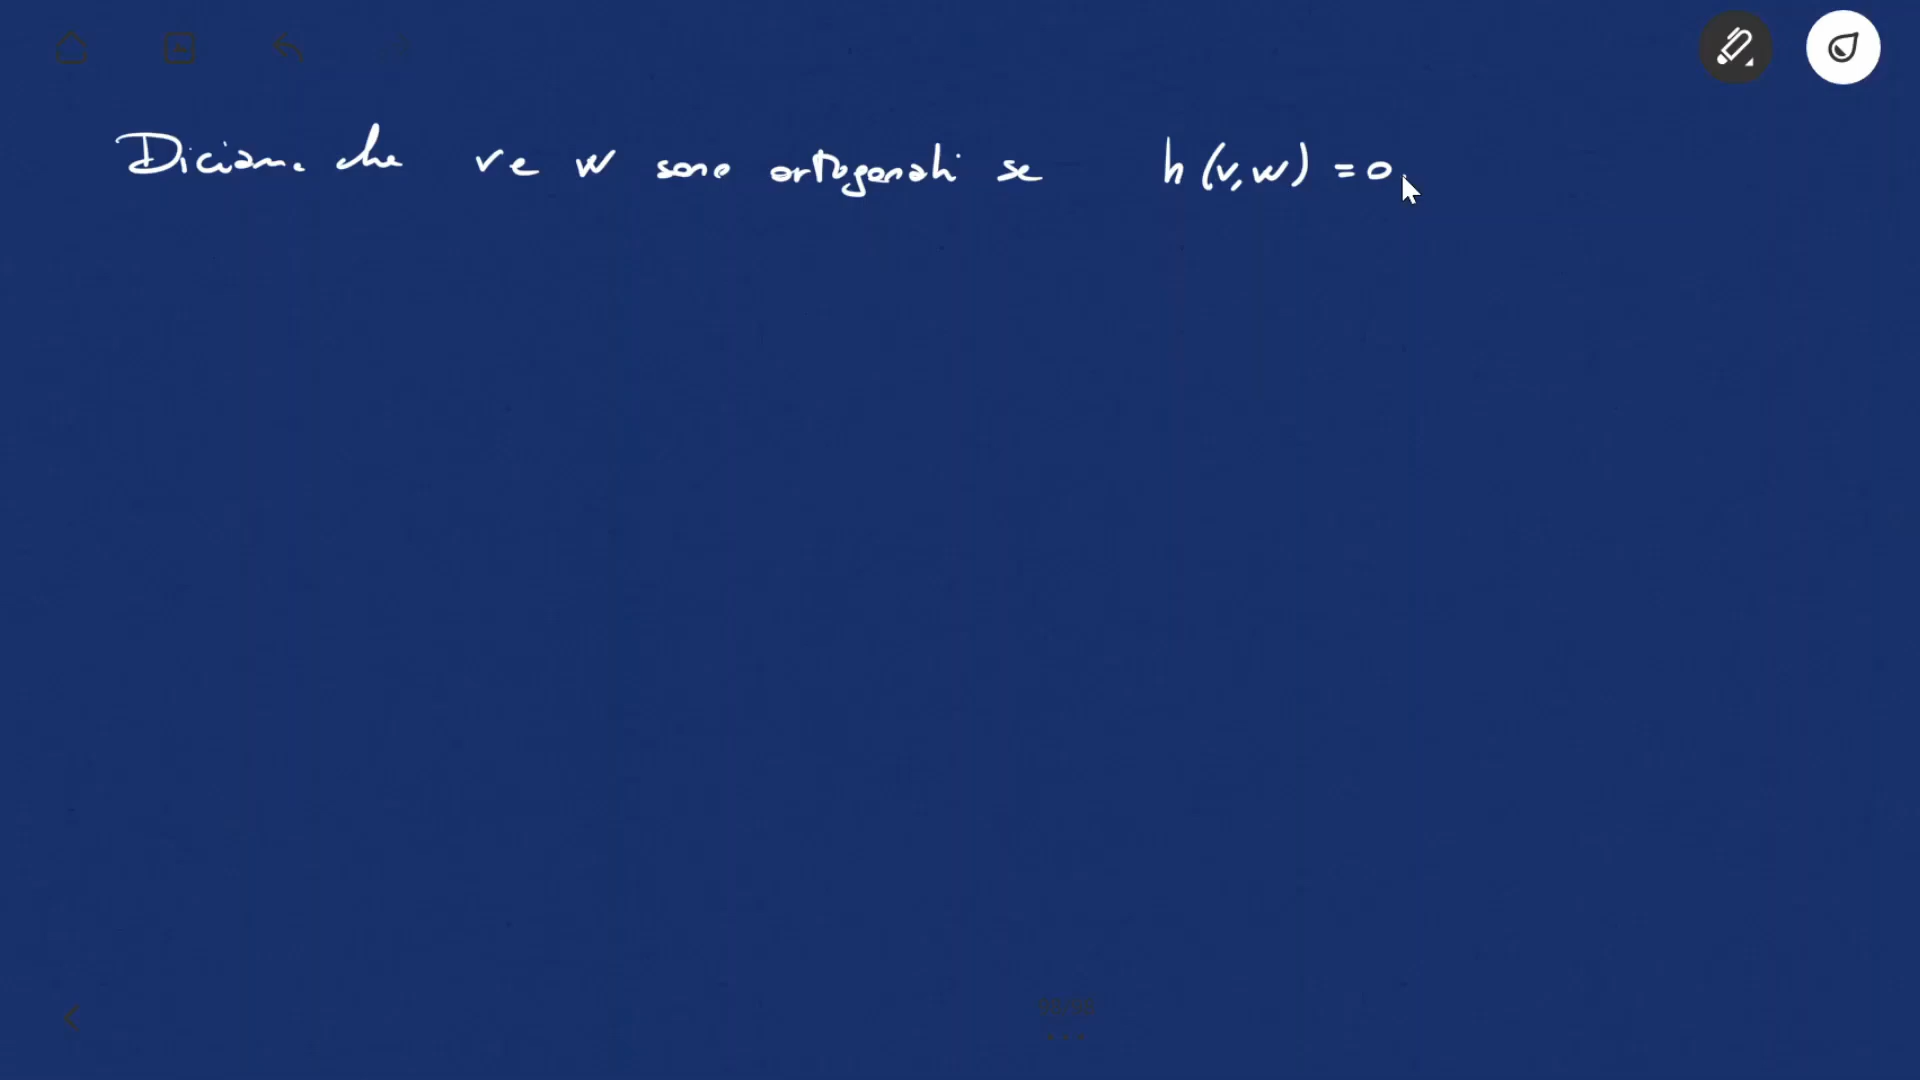 Diciamo che v e w sono ortogonali se h (v, w) = 0.